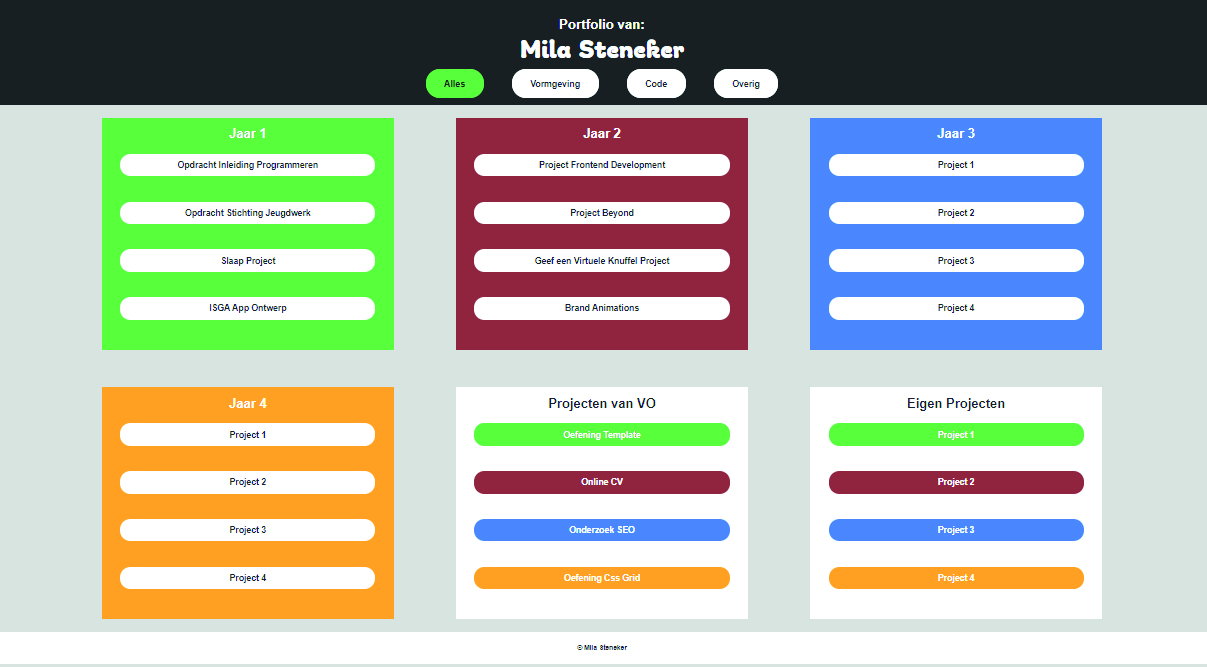 Portfolio van:
Mila Steneker
Alles
Vormgeving
Code
Overig
Jaar 1
Opdracht Inleiding Programmeren
Opdracht Stichting Jeugdwerk
Slaap Project
ISGA App Ontwerp
Jaar 2
Project Frontend Development
Project Beyond
Geef een Virtuele Knuffel Project
Brand Animations
Jaar 3
Project 1
Project 2
Project 3
Project 4
Jaar 4
Project 1
Project 2
Project 3
Project 4
Projecten van VO
Oefening Template
Online CV
Onderzoek SEO
Oefening Css Grid
Eigen Projecten
Project 1
Project 2
Project 3
Project 4
© Mila Steneker